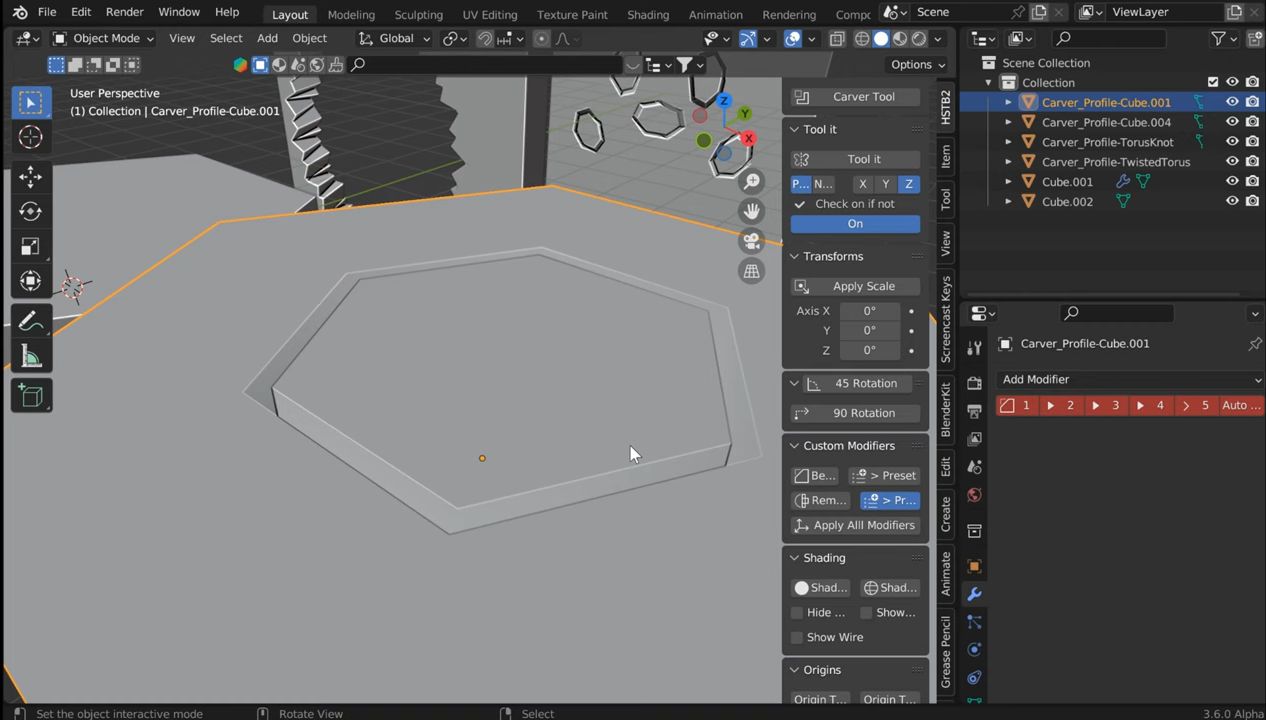 File Edit Render Window Help Layout Modeling Sculpting UV Editing Texture Paint Shading Animation Rendering Compc Scene ViewLayer
Object Mode View Select Add Object Global
Options
User Perspective
(1) Collection | Carver_Profile-Cube.001
Z
Y
X
Carver Tool
Tool it
Tool it
P... N... X Y Z
Check on if not
On
Transforms
Apply Scale
Axis X 0°
Y 0°
Z 0°
45 Rotation
90 Rotation
Custom Modifiers
Be... > Preset
Rem... > Pr...
Apply Alll Modifiers
Shading
Shad... Shad...
Hide ... Show...
Show Wire
Origins
Origin T... Origin T...
HSTB2
Item
Tool
View
Screencast Keys
BlenderKit
Edit
Create
Animate
Grease Pencil
Scene Collection
Collection
Carver_Profile-Cube.001
Carver_Profile-Cube.004
Carver_Profile-TorusKnot
Carver_Profile-TwistedTorus
Cube.001
Cube.002
Carver_Profile-Cube.001
Add Modifier
1 2 3 4 5 Auto ...
Set the object interactive mode Rotate View Select 3.6.0 Alpha